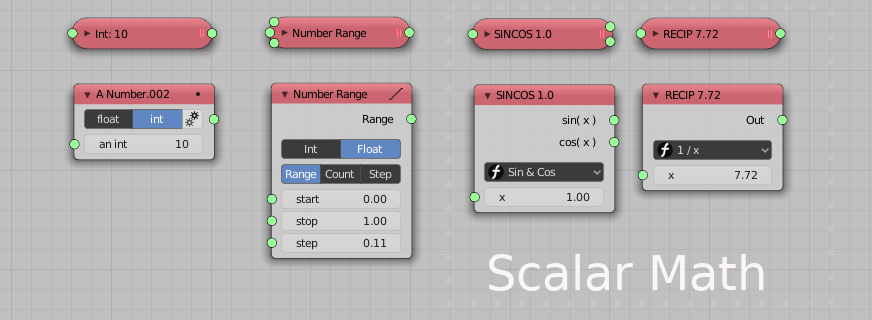 Int: 10
Number Range
SINCOS 1.0
RECIP 7.72
A Number.002
float int
an int 10
Number Range
Range
Int Float
Range Count Step
start 0.00
stop 1.00
step 0.11
SINCOS 1.0
sin( x )
cos( x )
Sin & Cos
x 1.00
RECIP 7.72
Out
1 / x
x 7.72
Scalar Math